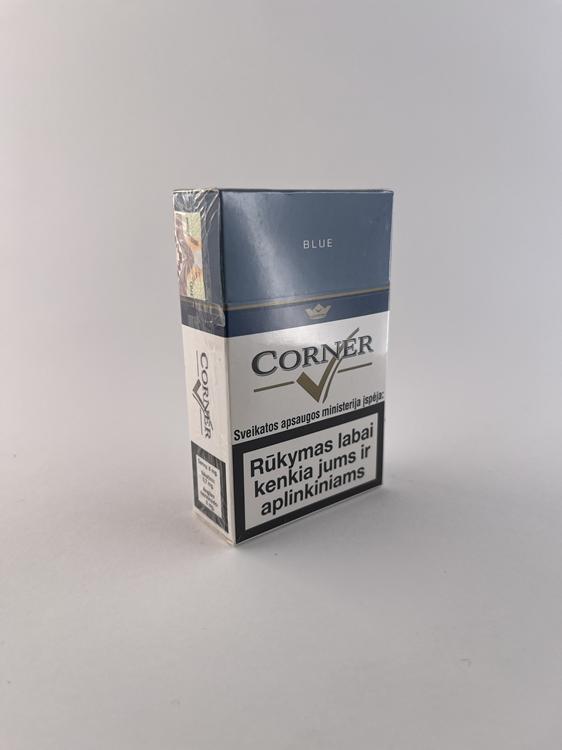 BLUE
CORNER
Sveikatos apsaugos ministerija įspėja:
Rūkymas labai
kenkia jums ir
aplinkiniams
CORNER